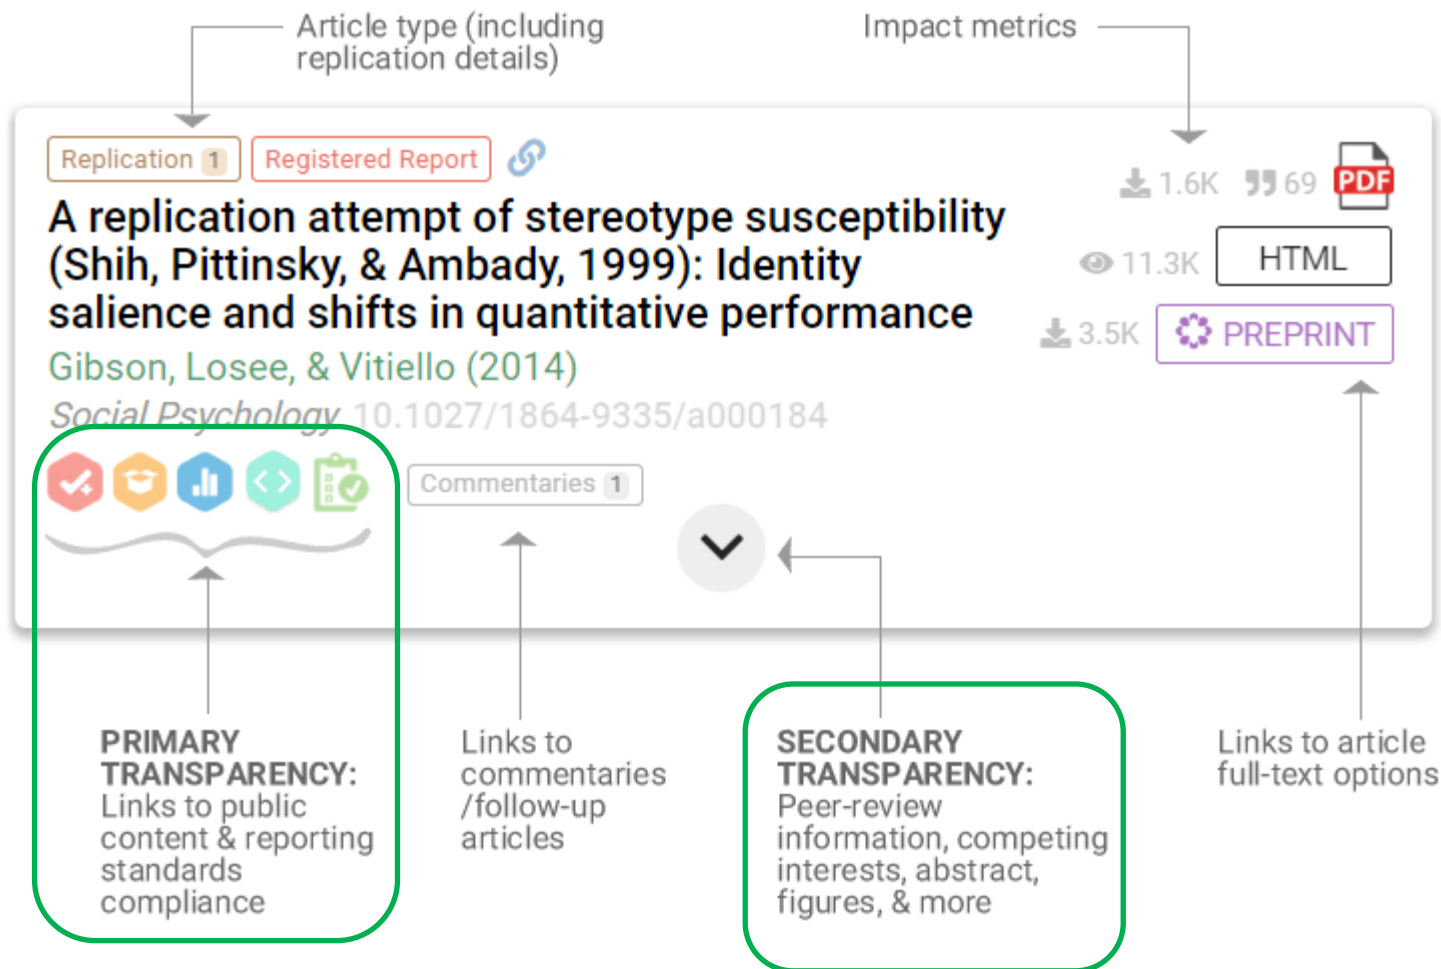 Article type (including
replication details)
Impact metrics
Replication 1
Registered Report
1.6K
69
PDF
A replication attempt of stereotype susceptibility
(Shih, Pittinsky, & Ambady, 1999): Identity
salience and shifts in quantitative performance
11.3K
HTML
3.5K
PREPRINT
Gibson, Losee, & Vitiello (2014)
Social Psychology 10.1027/1864-9335/a000184
Commentaries 1
PRIMARY
TRANSPARENCY:
Links to public
content & reporting
standards
compliance
Links to
commentaries
/follow-up
articles
SECONDARY
TRANSPARENCY:
Peer-review
information, competing
interests, abstract,
figures, & more
Links to article
full-text options